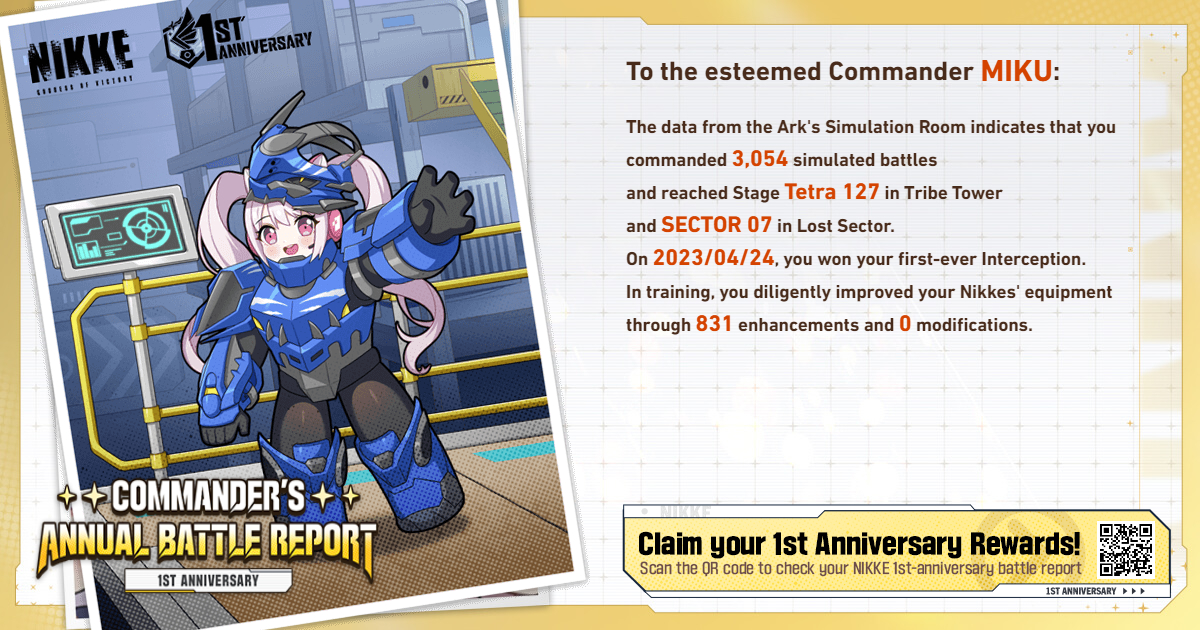 NIKKE
GODDESS OF VICTORY
1ST
ANNIVERSARY
COMMANDER'S
ANNUAL BATTLE REPORT
1ST ANNIVERSARY
To the esteemed Commander MIKU:
The data from the Ark's Simulation Room indicates that you
commanded 3,054 simulated battles
and reached Stage Tetra 127 in Tribe Tower
and SECTOR 07 in Lost Sector.
On 2023/04/24, you won your first-ever Interception.
In training, you diligently improved your Nikkes' equipment
through 831 enhancements and 0 modifications.
NIKKE
Claim your 1st Anniversary Rewards!
Scan the QR code to check your NIKKE 1st-anniversary battle report
1ST ANNIVERSARY